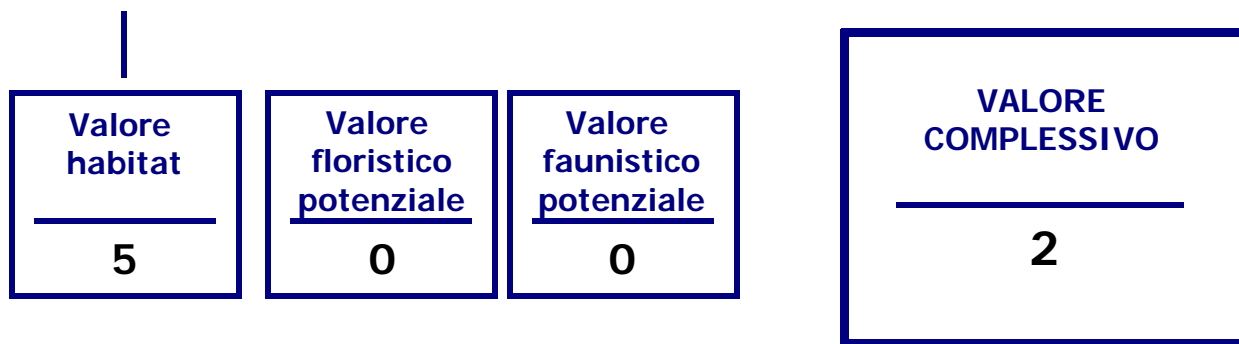 Valore
habitat
5
Valore
floristico
potenziale
0
Valore
faunistico
potenziale
0
VALORE
COMPLESSIVO
2